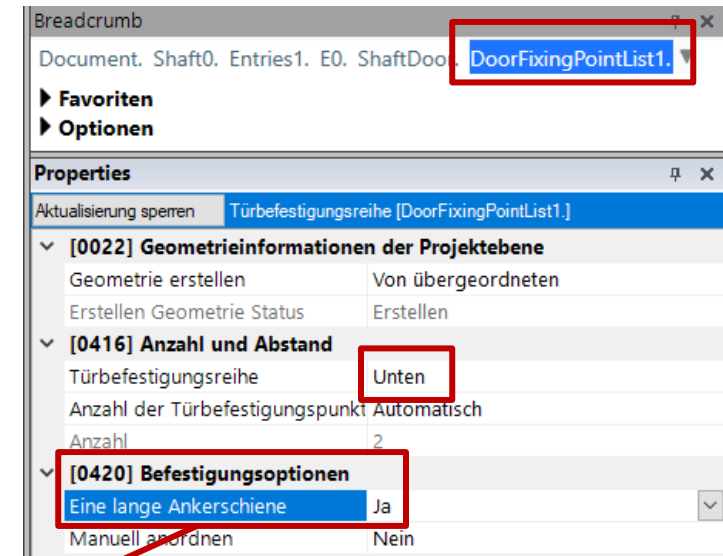 Breadcrumb
Document. Shaft0. Entries1. E0. ShaftDoor. DoorFixingPointList1.
Favoriten
Optionen
Properties
Aktualisierung sperren Türbefestigungsreihe [DoorFixingPointList1.]
[0022] Geometrieinformationen der Projektebene
Geometrie erstellen Von übergeordneten
Erstellen Geometrie Status Erstellen
[0416] Anzahl und Abstand
Türbefestigungsreihe Unten
Anzahl der Türbefestigungspunkt Automatisch
Anzahl 2
[0420] Befestigungsoptionen
Eine lange Ankerschiene Ja
Manuell anordnen Nein